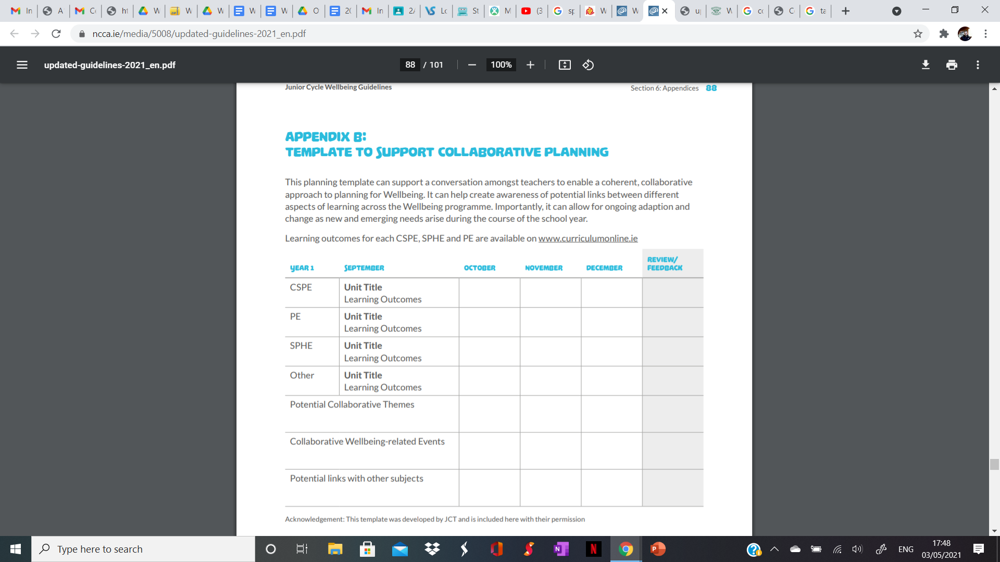 In
A
M
C
ht
W
W
W
W
W
O
20
In
2
Lo
St
M
(3
sp
W
W
u
W
co
C
ta
ncca.ie/media/5008/updated-guidelines-2021_en.pdf
updated-guidelines-2021_en.pdf
88 / 101
100%
Junior Cycle Wellbeing Guidelines
Section 6: Appendices 88
APPENDIX B:
TEMPLATE TO SUPPORT COLLABORATIVE PLANNING
This planning template can support a conversation amongst teachers to enable a coherent, collaborative
approach to planning for Wellbeing. It can help create awareness of potential links between different
aspects of learning across the Wellbeing programme. Importantly, it can allow for ongoing adaption and
change as new and emerging needs arise during the course of the school year.
Learning outcomes for each CSPE, SPHE and PE are available on www.curriculumonline.ie
YEAR 1 SEPTEMBER OCTOBER NOVEMBER DECEMBER REVIEW/
FEEDBACK
CSPE Unit Title
Learning Outcomes
PE Unit Title
Learning Outcomes
SPHE Unit Title
Learning Outcomes
Other Unit Title
Learning Outcomes
Potential Collaborative Themes
Collaborative Wellbeing-related Events
Potential links with other subjects
Acknowledgement: This template was developed by JCT and is included here with their permission
Type here to search
ENG
17:48
03/05/2021